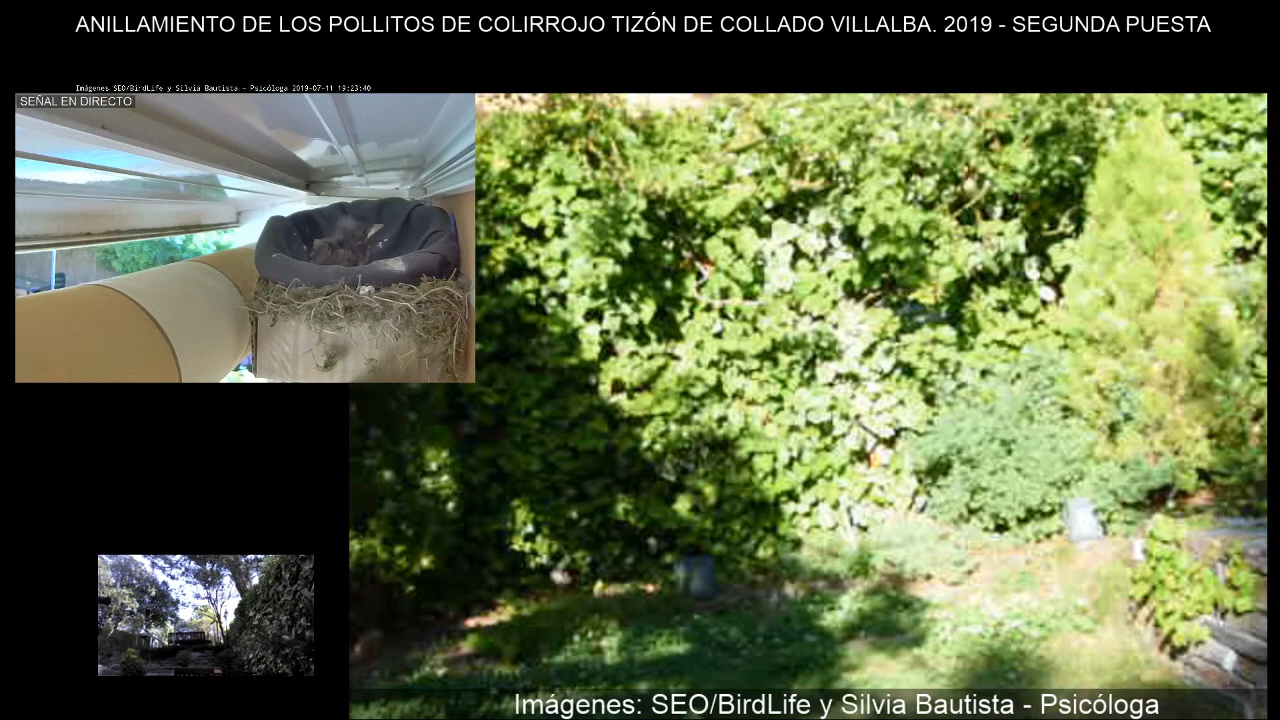 ANILLAMIENTO DE LOS POLLITOS DE COLIRROJO TIZÓN DE COLLADO VILLALBA. 2019 - SEGUNDA PUESTA
Imágenes SEO/BirdLife y Silvia Bautista - Psicóloga 2019-07-11 19:23:40
SEÑAL EN DIRECTO
Imágenes: SEO/BirdLife y Silvia Bautista - Psicóloga